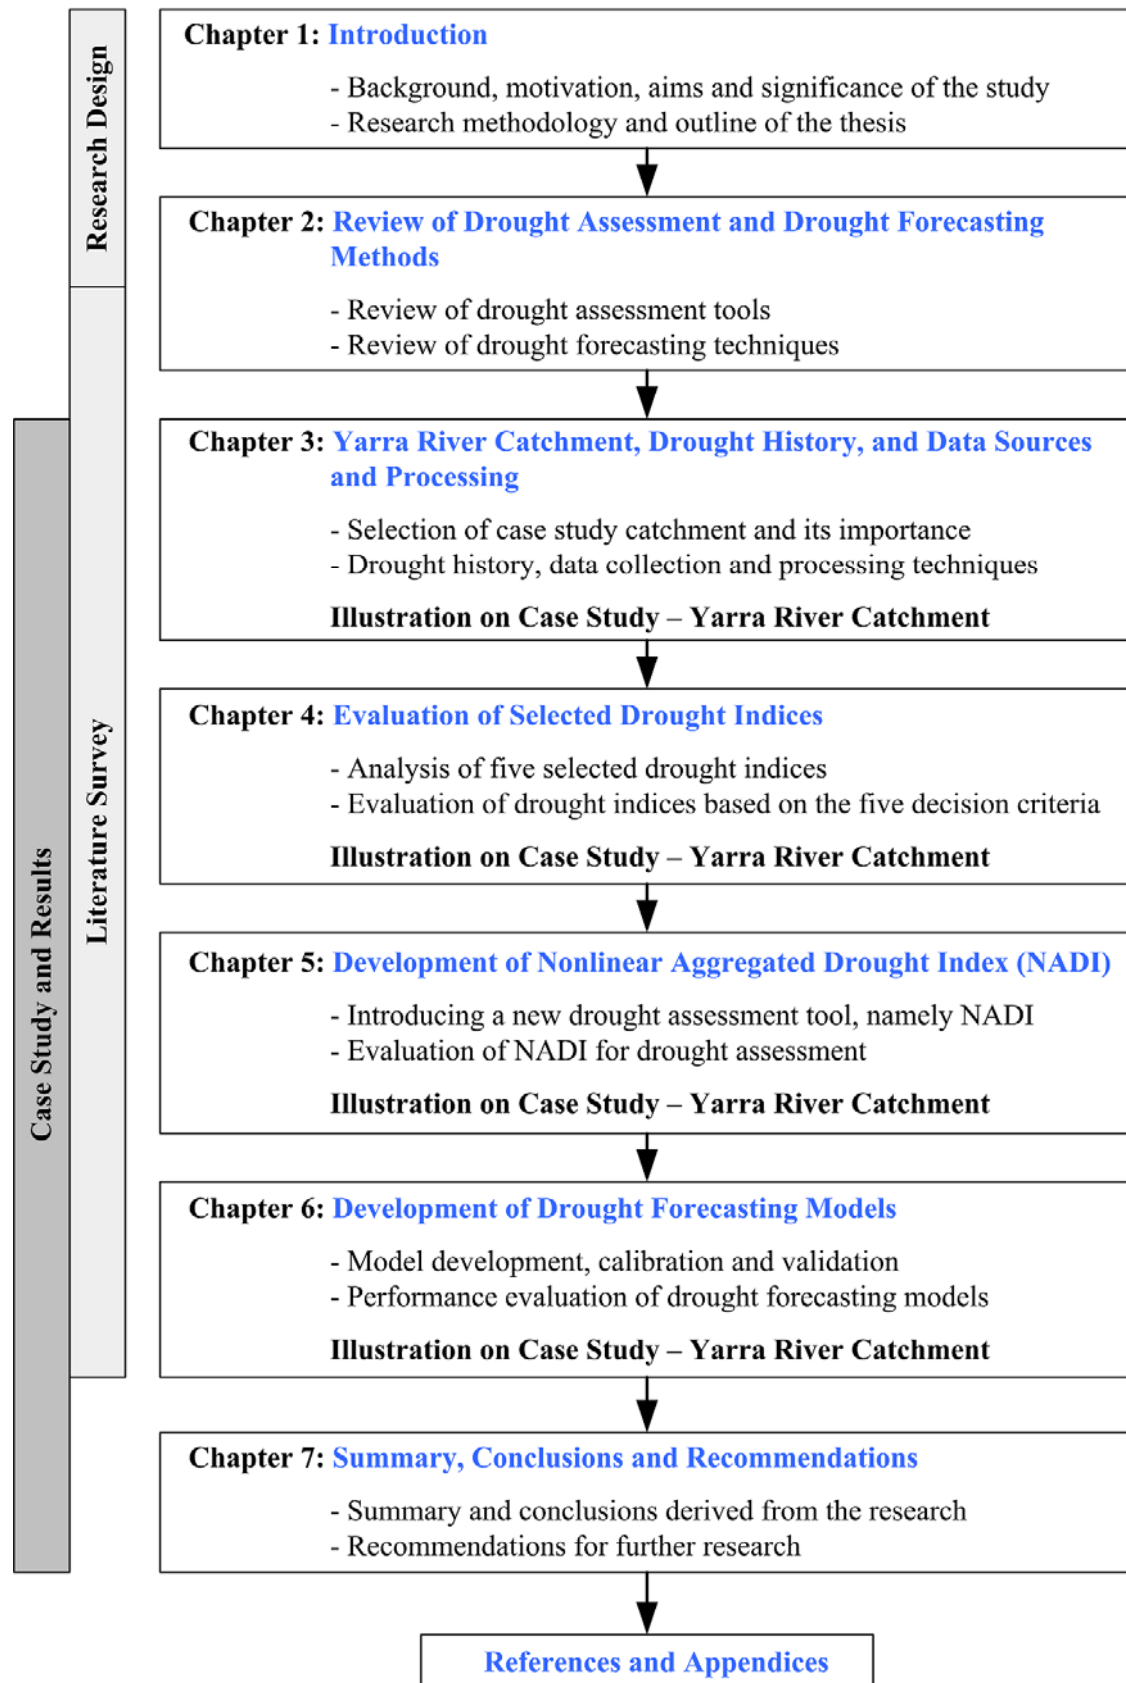 Research Design
Literature Survey
Case Study and Results
Chapter 1: Introduction
- Background, motivation, aims and significance of the study
- Research methodology and outline of the thesis
Chapter 2: Review of Drought Assessment and Drought Forecasting
Methods
- Review of drought assessment tools
- Review of drought forecasting techniques
Chapter 3: Yarra River Catchment, Drought History, and Data Sources
and Processing
- Selection of case study catchment and its importance
- Drought history, data collection and processing techniques
Illustration on Case Study – Yarra River Catchment
Chapter 4: Evaluation of Selected Drought Indices
- Analysis of five selected drought indices
- Evaluation of drought indices based on the five decision criteria
Illustration on Case Study – Yarra River Catchment
Chapter 5: Development of Nonlinear Aggregated Drought Index (NADI)
- Introducing a new drought assessment tool, namely NADI
- Evaluation of NADI for drought assessment
Illustration on Case Study – Yarra River Catchment
Chapter 6: Development of Drought Forecasting Models
- Model development, calibration and validation
- Performance evaluation of drought forecasting models
Illustration on Case Study – Yarra River Catchment
Chapter 7: Summary, Conclusions and Recommendations
- Summary and conclusions derived from the research
- Recommendations for further research
References and Appendices